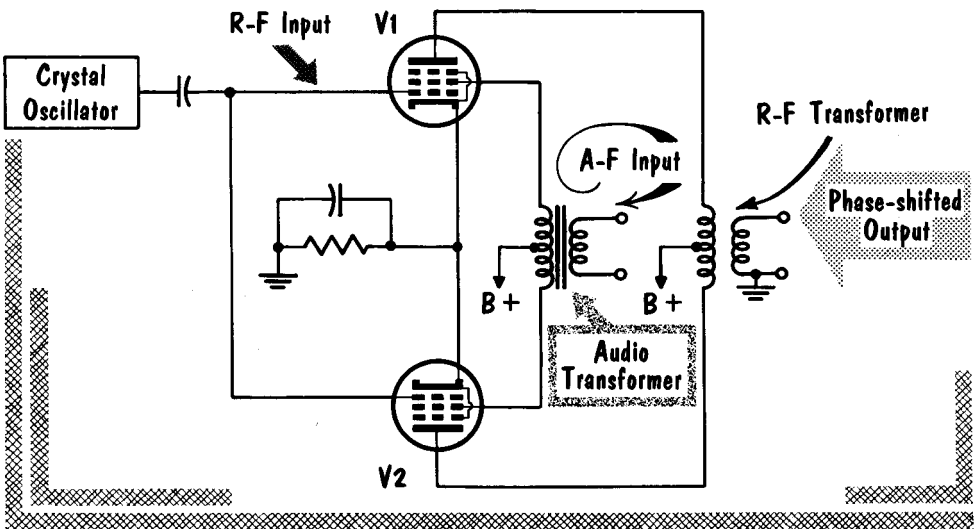 R-F Input
V1
Crystal
Oscillator
R-F Transformer
A-F Input
Phase-shifted
Output
B +
B +
Audio
Transformer
V2